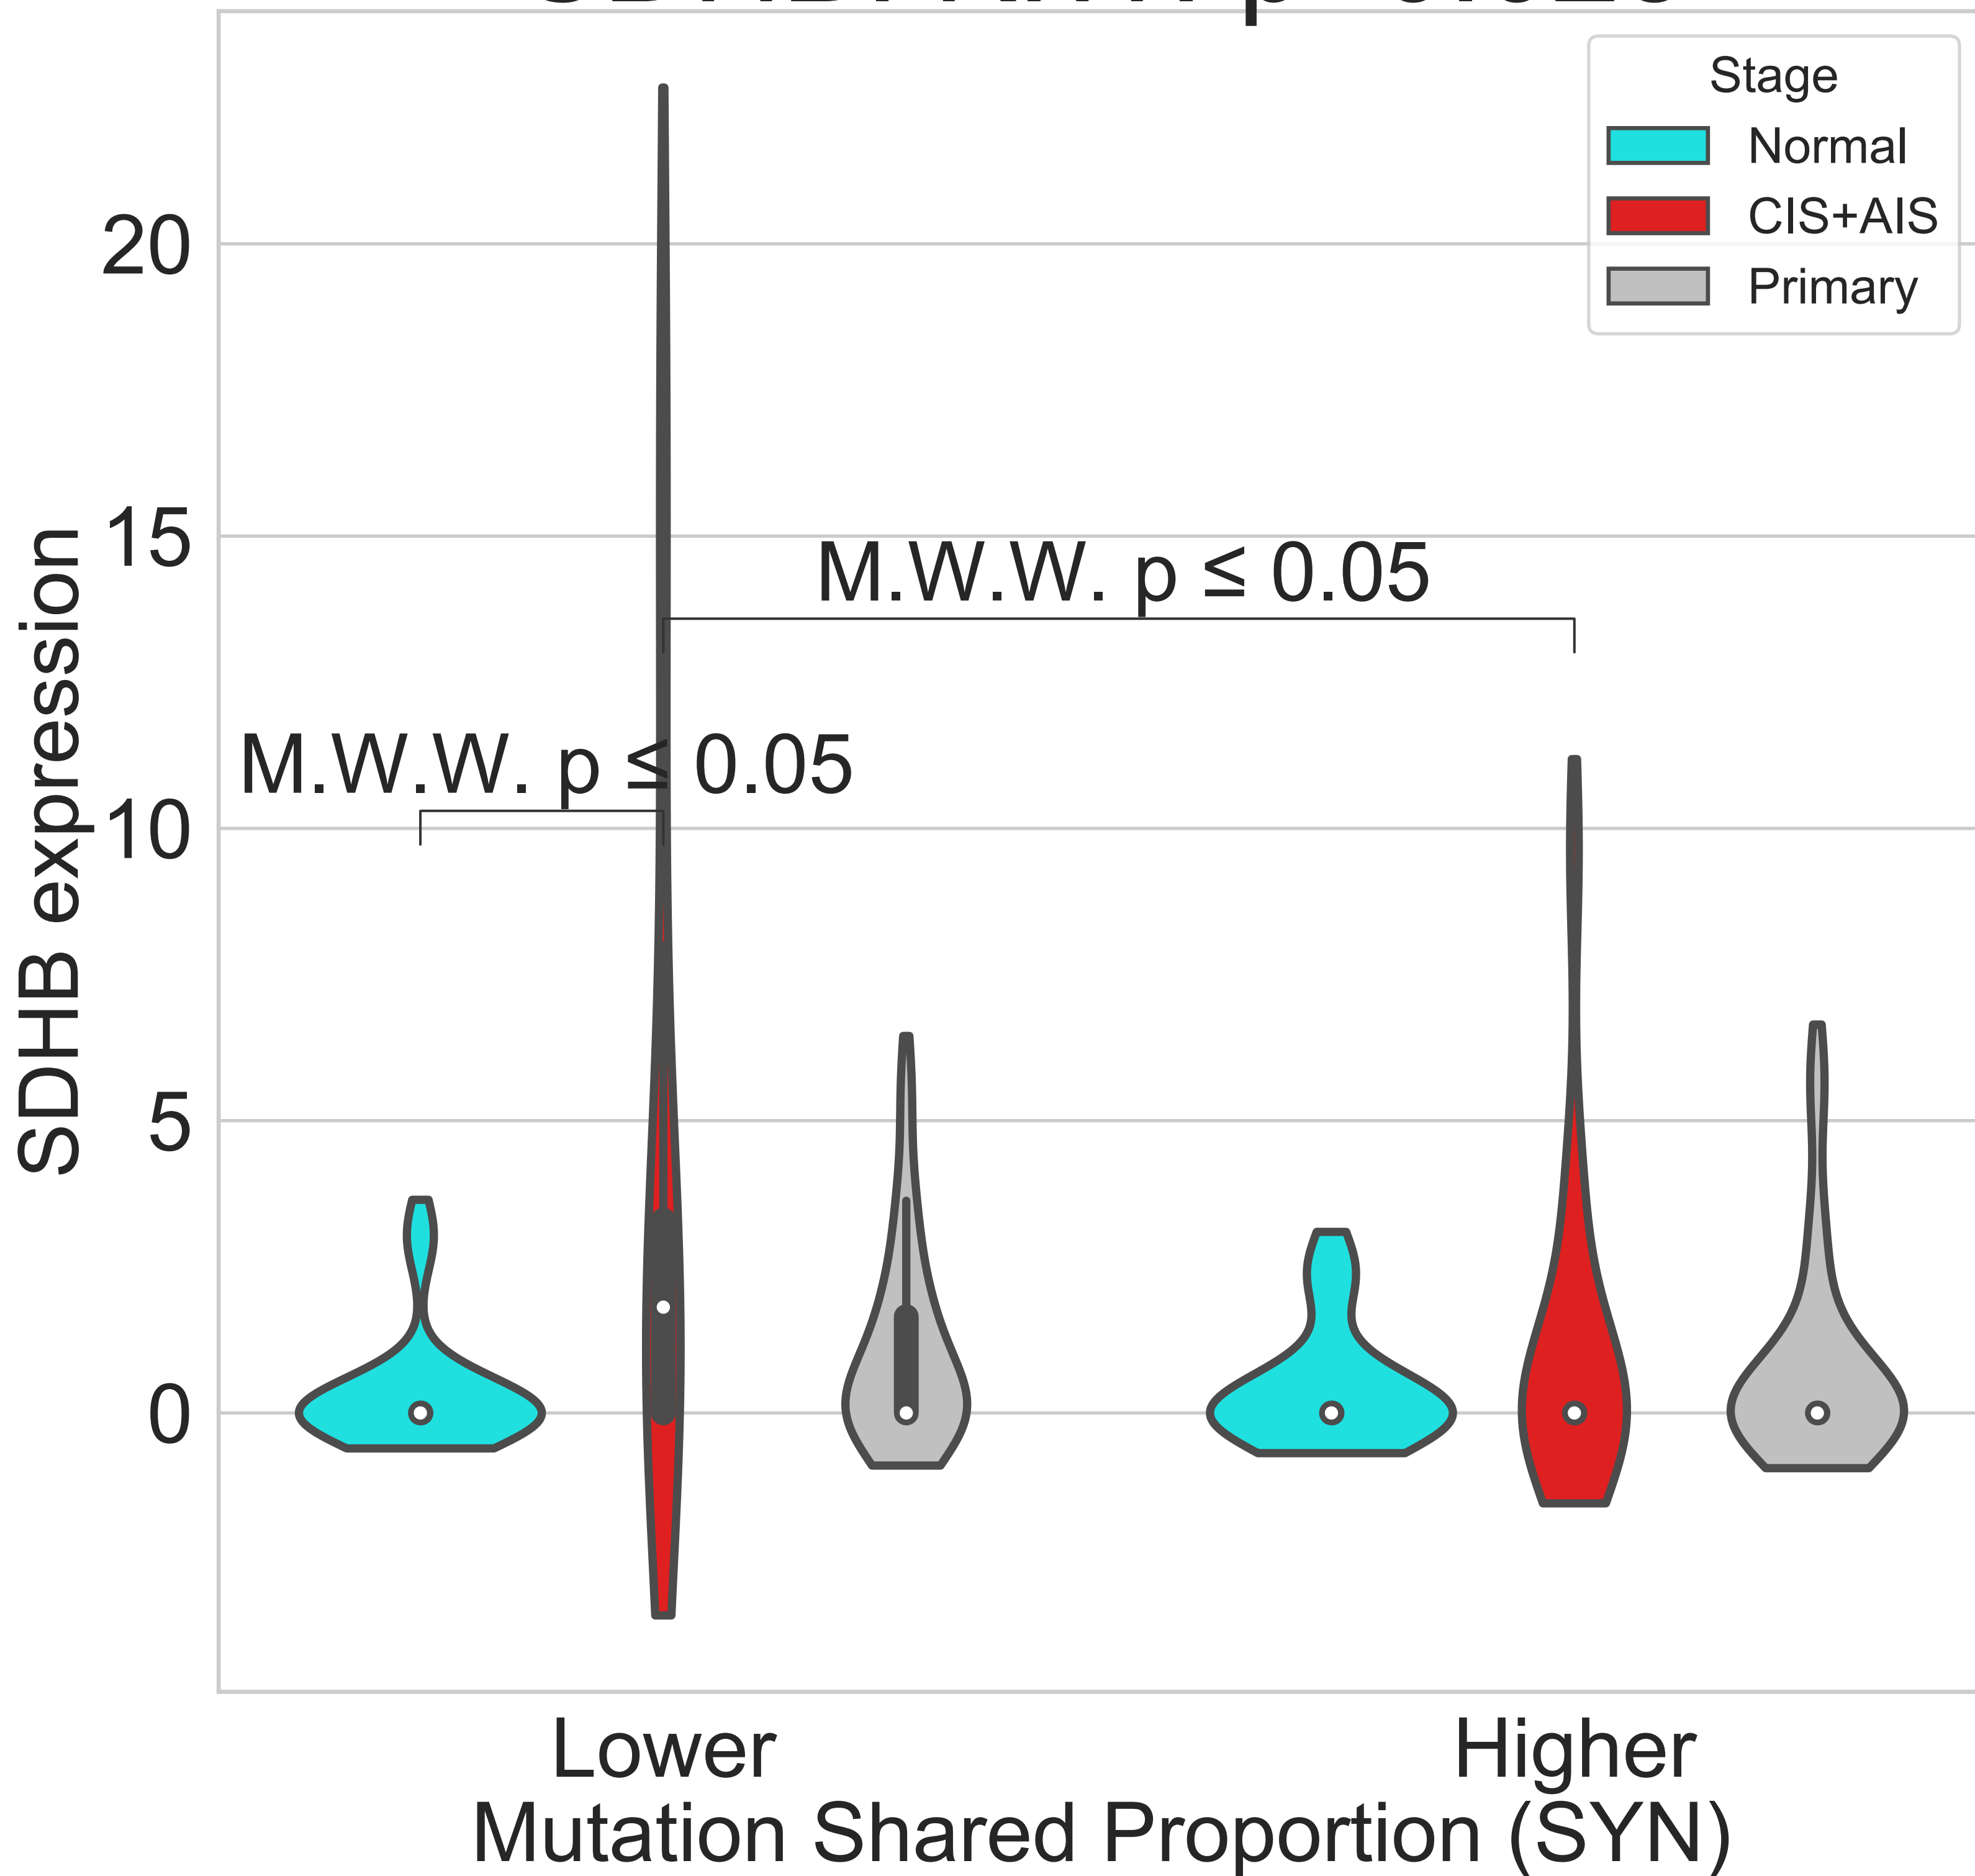 Stage
Normal
CIS+AIS
Primary
20
15
10
5
0
SDHB expression
M.W.W. p ≤ 0.05
M.W.W. p ≤ 0.05
Lower
Higher
Mutation Shared Proportion (SYN)